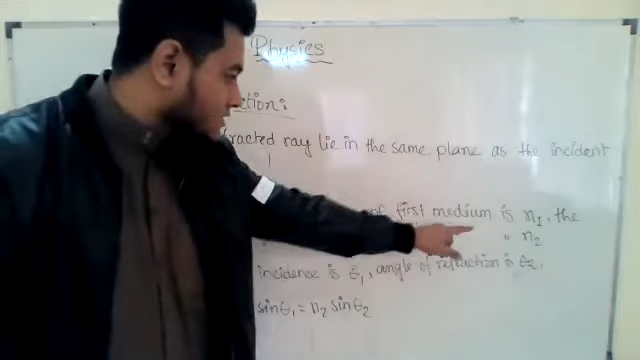 Physics
ction:
fracted ray lie in the same plane as the incident
of first medium is n1, the
" n2
incidence is θ1, angle of refraction is θ2,
sinθ1 = n2 sinθ2